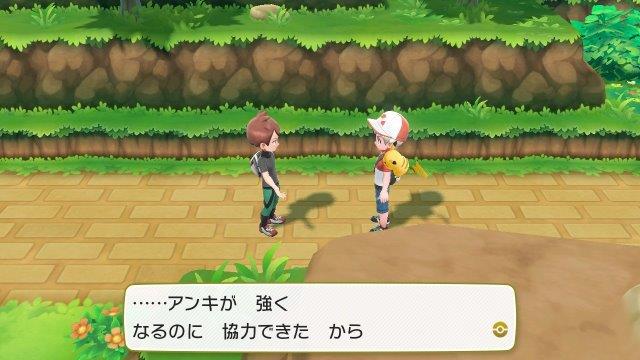 ……アンキが　強く
なるのに　協力できた　から